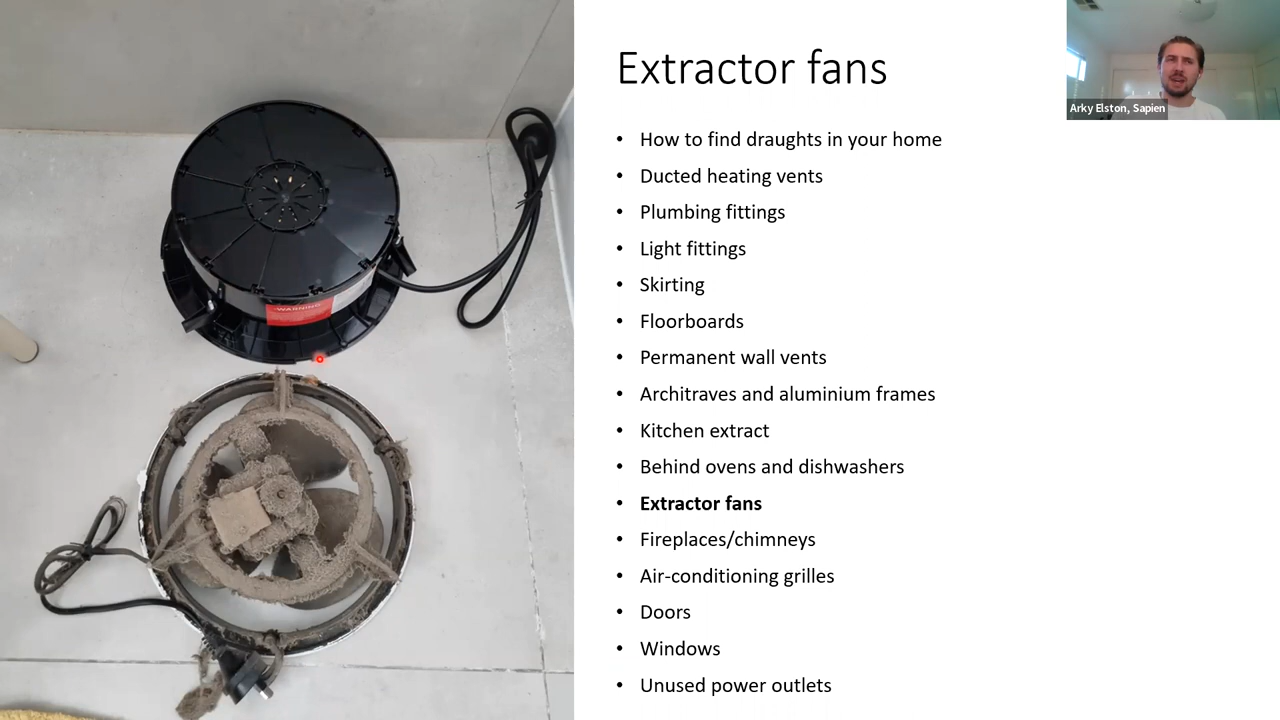 Extractor fans
Arky Elston, Sapien
• How to find draughts in your home
• Ducted heating vents
• Plumbing fittings
• Light fittings
• Skirting
• Floorboards
• Permanent wall vents
• Architraves and aluminium frames
• Kitchen extract
• Behind ovens and dishwashers
• Extractor fans
• Fireplaces/chimneys
• Air-conditioning grilles
• Doors
• Windows
• Unused power outlets
WARNING